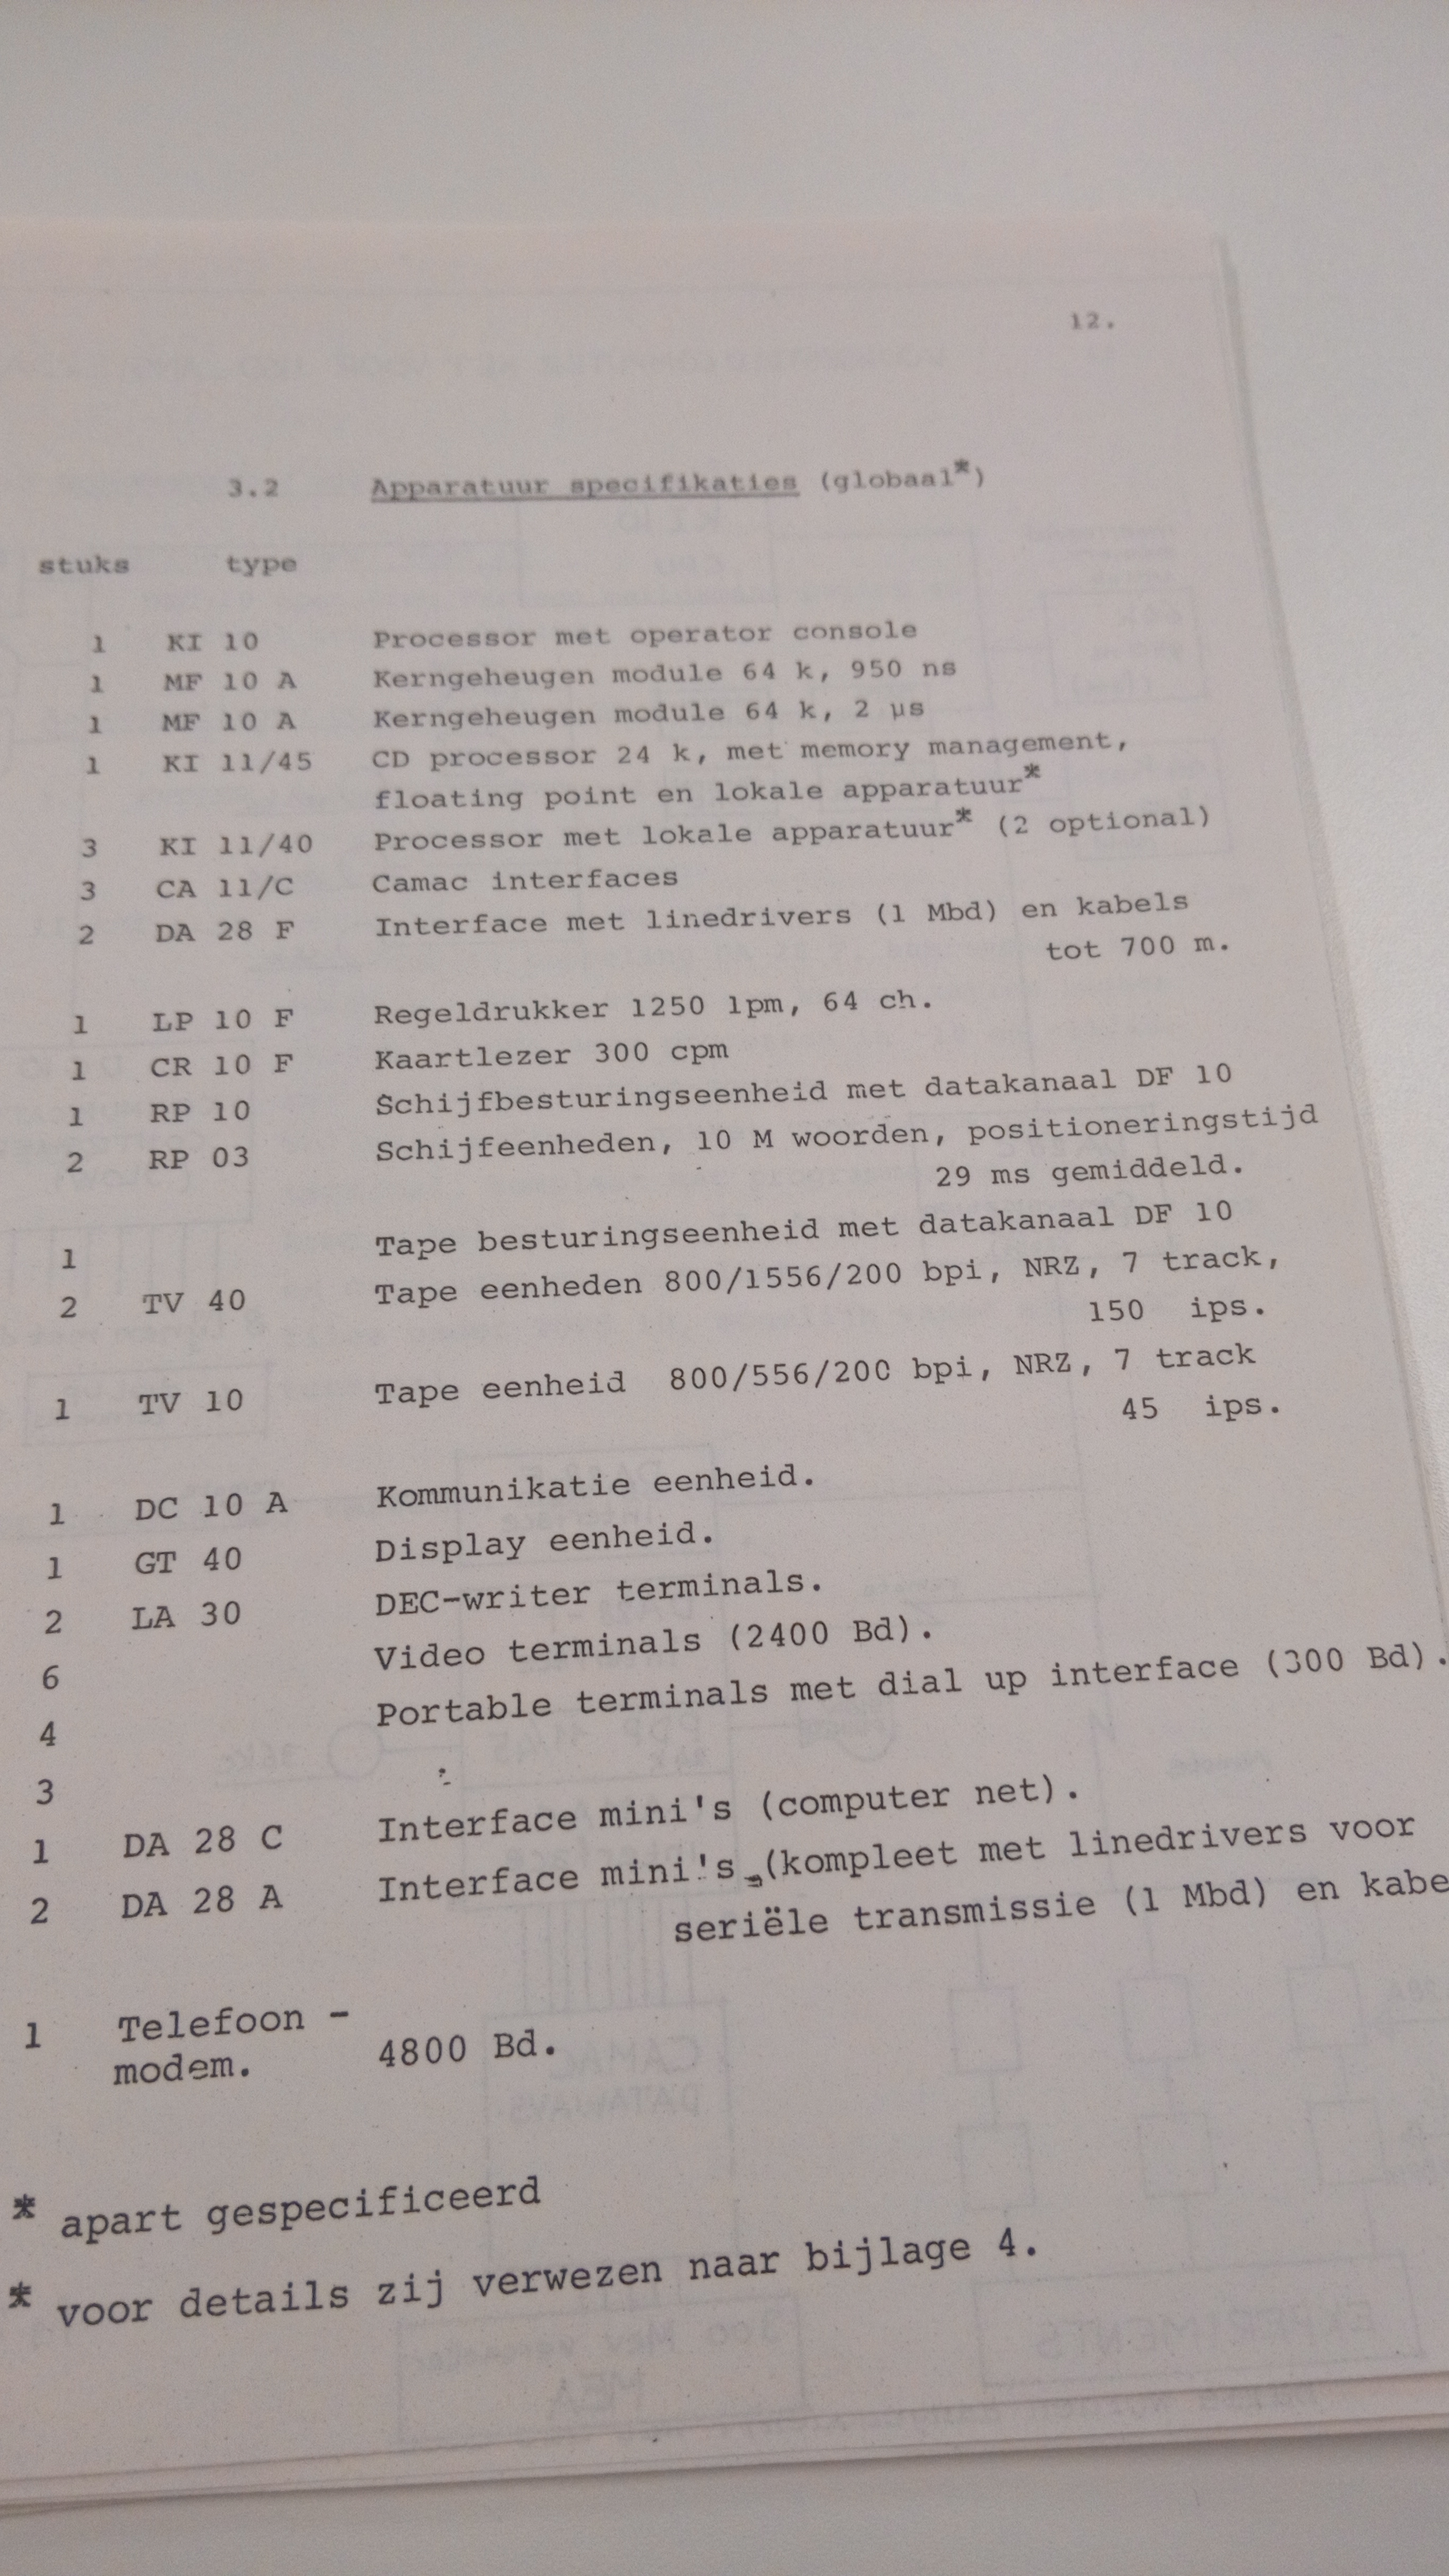 12.
3.2 Apparatuur specifikaties (globaal*)
stuks type
1 KI 10 Processor met operator console
1 MF 10 A Kerngeheugen module 64 k, 950 ns
1 MF 10 A Kerngeheugen module 64 k, 2 µs
1 KI 11/45 CD processor 24 k, met memory management,
floating point en lokale apparatuur*
3 KI 11/40 Processor met lokale apparatuur* (2 optional)
3 CA 11/C Camac interfaces
2 DA 28 F Interface met linedrivers (1 Mbd) en kabels
tot 700 m.
1 LP 10 F Regeldrukker 1250 lpm, 64 ch.
1 CR 10 F Kaartlezer 300 cpm
1 RP 10 Schijfbesturingseenheid met datakanaal DF 10
2 RP 03 Schijfeenheden, 10 M woorden, positioneringstijd
29 ms gemiddeld.
1 Tape besturingseenheid met datakanaal DF 10
2 TV 40 Tape eenheden 800/1556/200 bpi, NRZ, 7 track,
150 ips.
1 TV 10 Tape eenheid 800/556/200 bpi, NRZ, 7 track
45 ips.
1 DC 10 A Kommunikatie eenheid.
1 GT 40 Display eenheid.
2 LA 30 DEC-writer terminals.
6 Video terminals (2400 Bd).
4 Portable terminals met dial up interface (300 Bd).
3
1 DA 28 C Interface mini's (computer net).
2 DA 28 A Interface mini's (kompleet met linedrivers voor
seriële transmissie (1 Mbd) en kabe
1 Telefoon -
modem. 4800 Bd.
* apart gespecificeerd
* voor details zij verwezen naar bijlage 4.